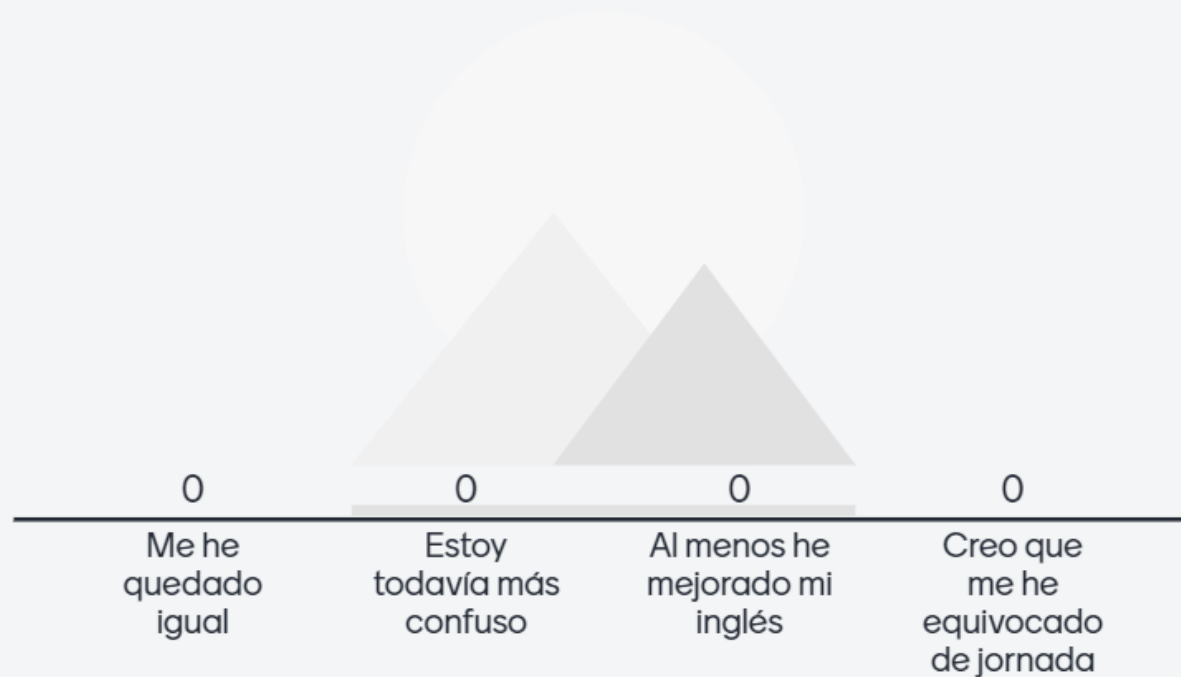 0
Me he
quedado
igual
0
Estoy
todavía más
confuso
0
Al menos he
mejorado mi
inglés
0
Creo que
me he
equivocado
de jornada